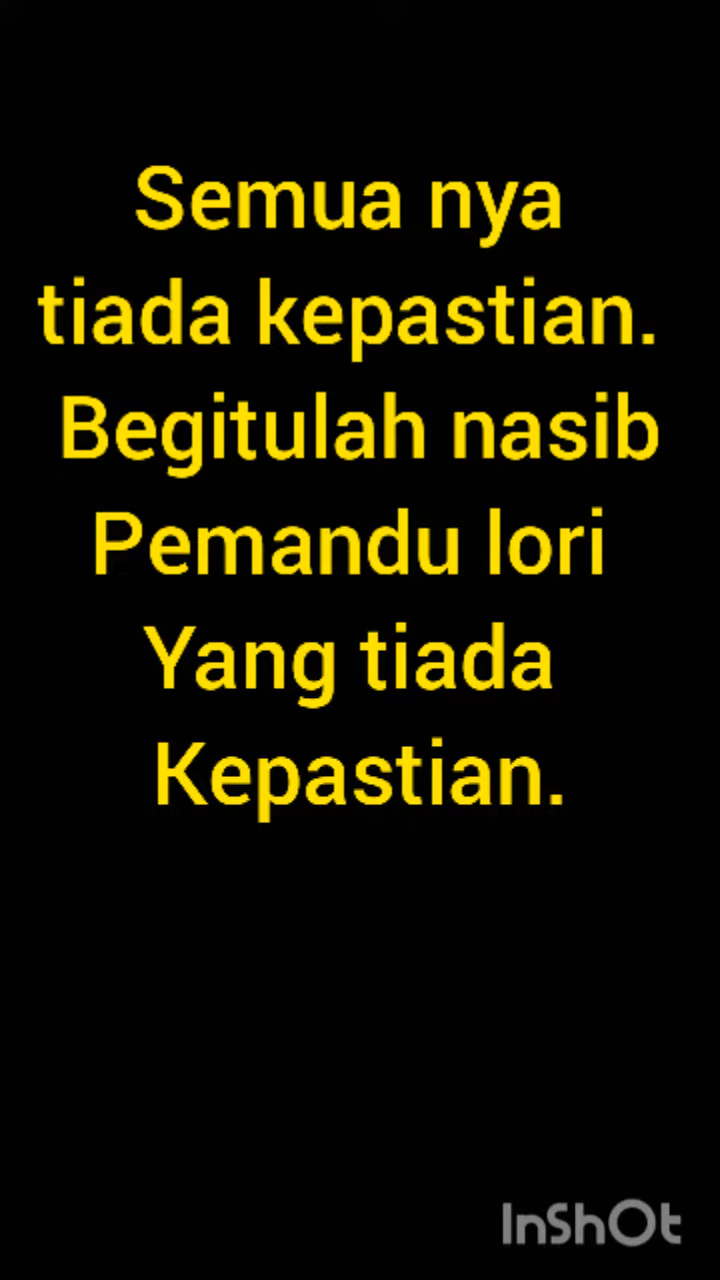 Semua nya
tiada kepastian.
Begitulah nasib
Pemandu lori
Yang tiada
Kepastian.
InShOt